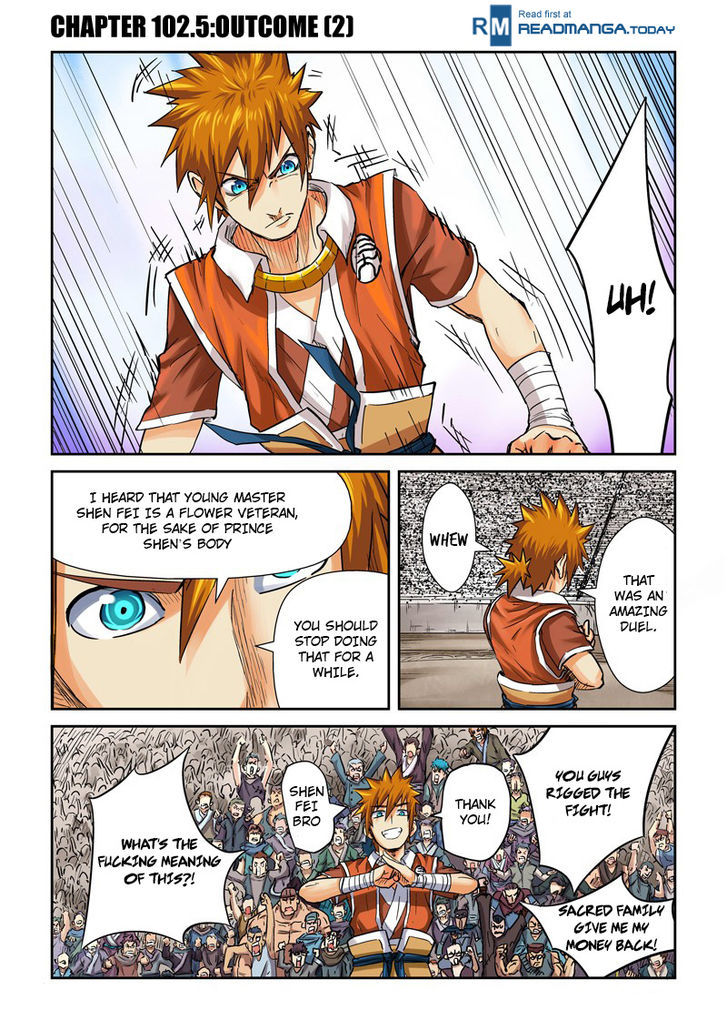 CHAPTER 102.5:OUTCOME (2)
Read first at
RM READMANGA.TODAY
UH!
I HEARD THAT YOUNG MASTER
SHEN FEI IS A FLOWER VETERAN,
FOR THE SAKE OF PRINCE
SHEN'S BODY
YOU SHOULD
STOP DOING
THAT FOR A
WHILE.
WHEW
THAT
WAS AN
AMAZING
DUEL.
WHAT'S THE
FUCKING MEANING
OF THIS?!
SHEN
FEI
BRO
THANK
YOU!
YOU GUYS
RIGGED THE
FIGHT!
SACRED FAMILY
GIVE ME MY
MONEY BACK!